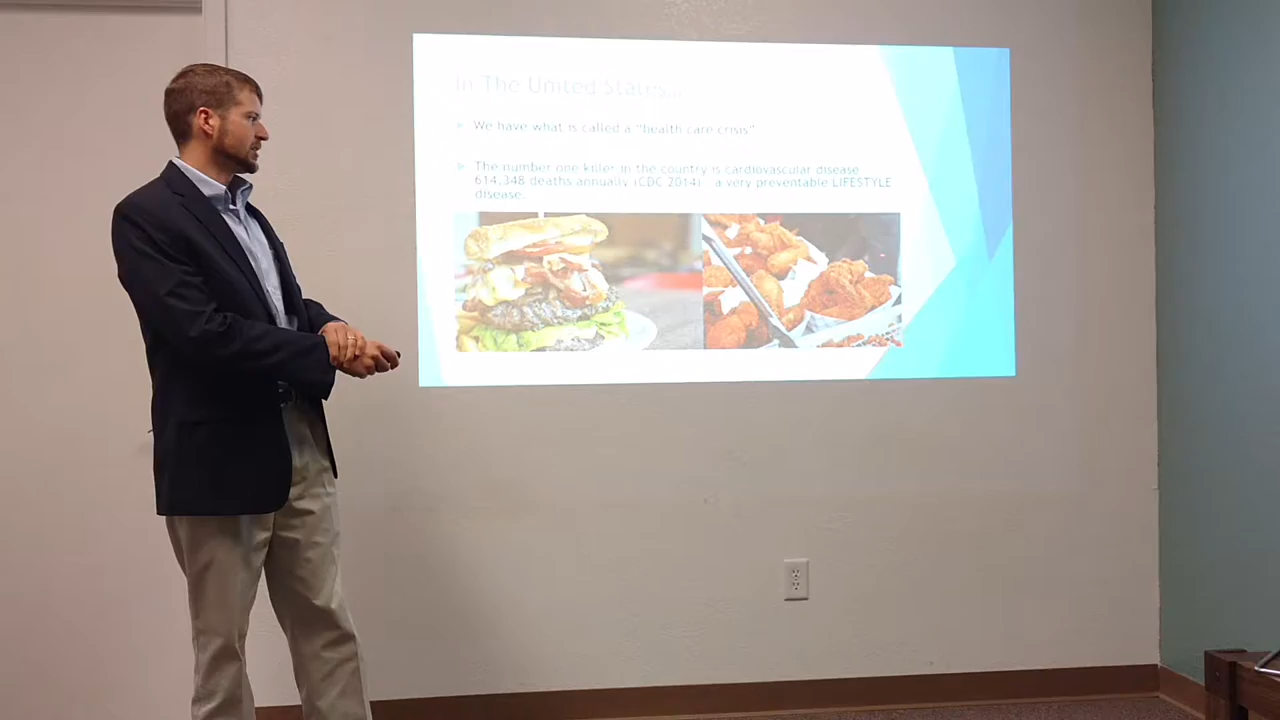 In The United States...
We have what is called a "health care crisis"
The number one killer in the country is cardiovascular disease
614,348 deaths annually (CDC 2014) - a very preventable LIFESTYLE
disease.